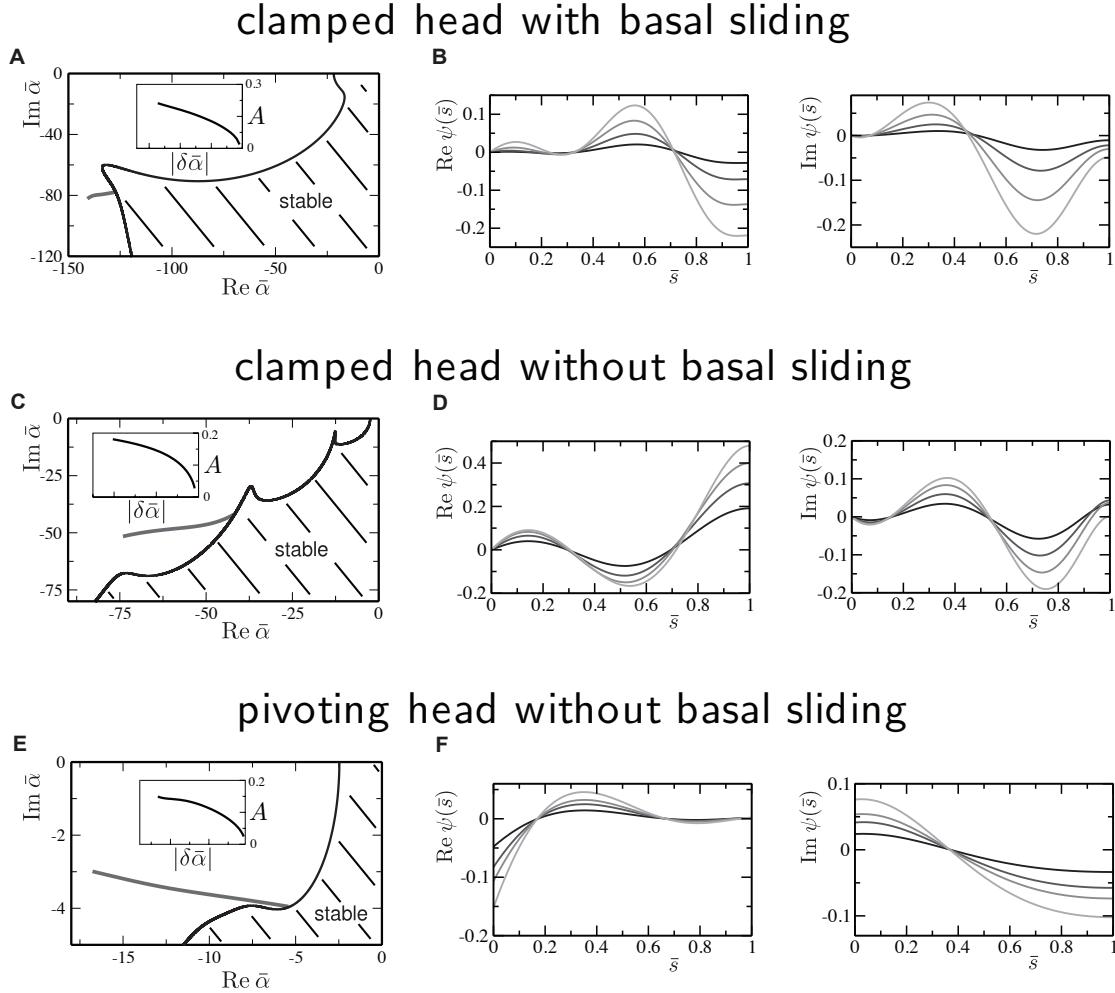 clamped head with basal sliding
A
Im ᾱ
0
-40
-80
-120
-150
-100
-50
0
Re ᾱ
0.3
A
0
|δᾱ|
stable
B
Re ψ(s̄)
0.1
0
-0.1
-0.2
0 0.2 0.4 0.6 0.8 1
s̄
Im ψ(s̄)
0
-0.1
-0.2
0 0.2 0.4 0.6 0.8 1
s̄
clamped head without basal sliding
C
Im ᾱ
0
-25
-50
-75
-75 -50 -25 0
Re ᾱ
0.2
A
0
|δᾱ|
stable
D
Re ψ(s̄)
0.4
0.2
0
-0.2
0 0.2 0.4 0.6 0.8 1
s̄
Im ψ(s̄)
0.2
0.1
0
-0.1
-0.2
0 0.2 0.4 0.6 0.8 1
s̄
pivoting head without basal sliding
E
Im ᾱ
0
-2
-4
-15 -10 -5 0
Re ᾱ
0.2
A
0
|δᾱ|
stable
F
Re ψ(s̄)
0
-0.1
-0.2
0 0.2 0.4 0.6 0.8 1
s̄
Im ψ(s̄)
0.1
0
-0.1
0 0.2 0.4 0.6 0.8 1
s̄